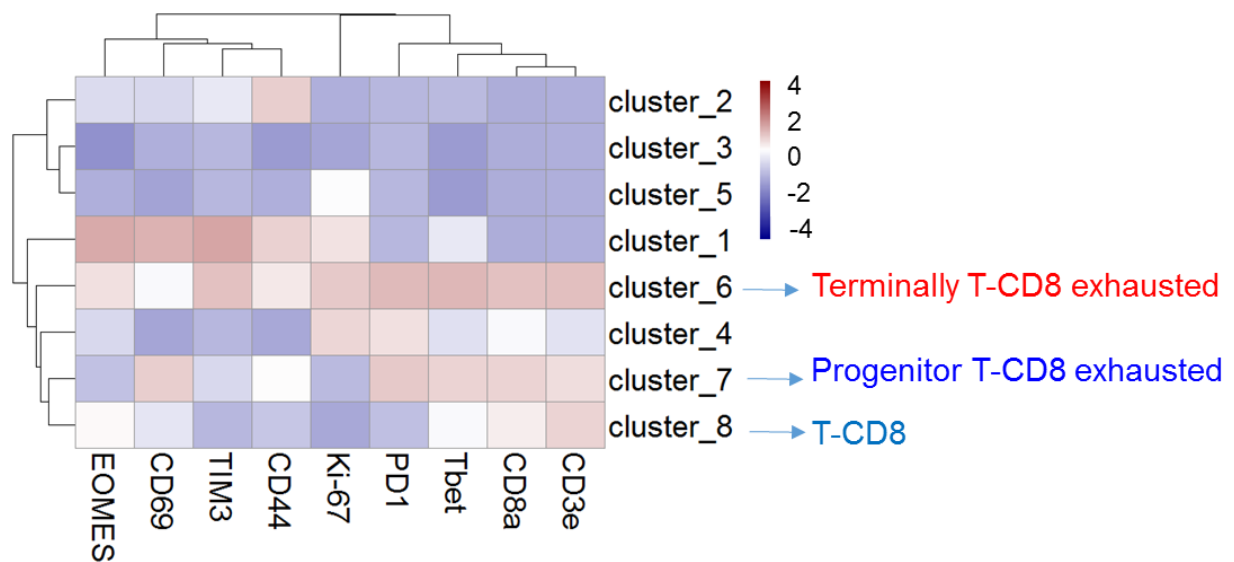 cluster_2
cluster_3
cluster_5
cluster_1
cluster_6
cluster_4
cluster_7
cluster_8
4
2
0
-2
-4
Terminally T-CD8 exhausted
Progenitor T-CD8 exhausted
T-CD8
EOMES
CD69
TIM3
CD44
Ki-67
PD1
Tbet
CD8a
CD3e